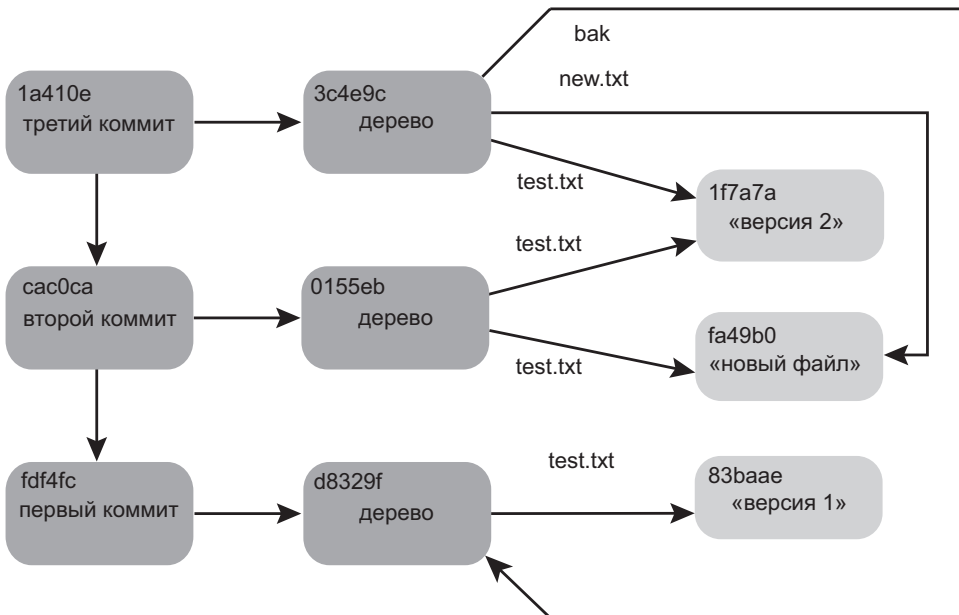 bak
new.txt
1a410e
третий коммит
3c4e9c
дерево
test.txt
1f7a7a
«версия 2»
test.txt
cac0ca
второй коммит
0155eb
дерево
fa49b0
«новый файл»
test.txt
fdf4fc
первый коммит
d8329f
дерево
test.txt
83baae
«версия 1»